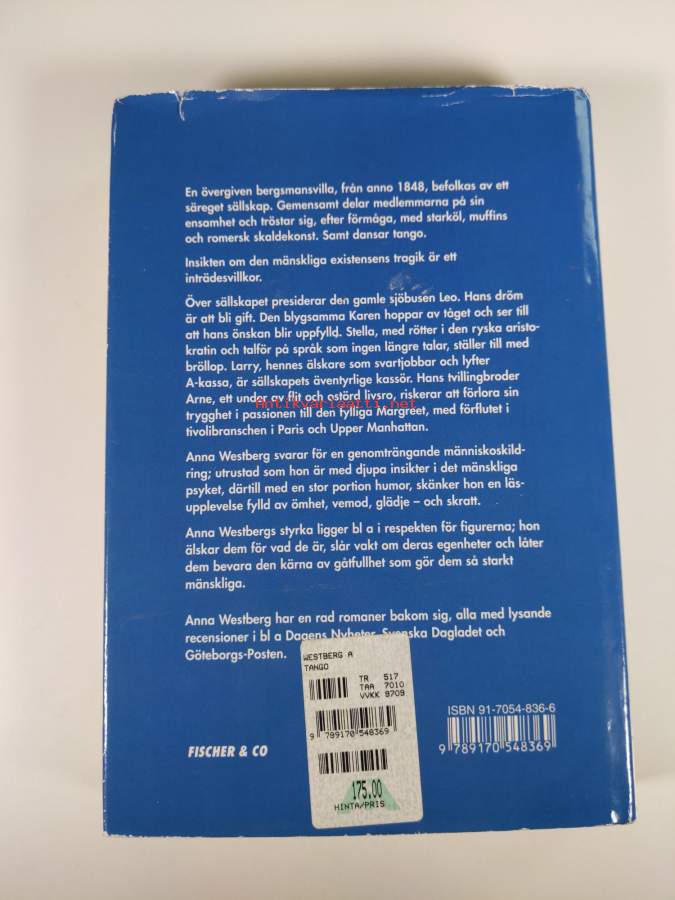 En övergiven bergsmansvilla, från anno 1848, befolkas av ett
säreget sällskap. Gemensamt delar medlemmarna på sin
ensamhet och tröstar sig, efter förmåga, med starköl, muffins
och romersk skaldekonst. Samt dansar tango.
Insikten om den mänskliga existensens tragik är ett
inträdesvillkor.
Över sällskapet presiderar den gamle sjöbusen Leo. Hans dröm
är att bli gift. Den blygsamma Karen hoppar av tåget och ser till
att hans önskan blir uppfylld. Stella, med rötter i den ryska aristo-
kratin och talför på språk som ingen längre talar, ställer till med
bröllop. Larry, hennes älskare som svartjobbar och lyfter
A-kassa, är sällskapets äventyrlige kassör. Hans tvillingbroder
Arne, ett under av flit och ostörd livsro, riskerar att förlora sin
Antikvariaatti.net
trygghet i passionen till den fylliga Margreet, med förflutet i
tivolibranschen i Paris och Upper Manhattan.
Anna Westberg svarar för en genomträngande människoskild-
ring; utrustad som hon är med djupa insikter i det mänskliga
psyket, därtill med en stor portion humor, skänker hon en läs-
upplevelse fylld av ömhet, vemod, glädje – och skratt.
Anna Westbergs styrka ligger bl a i respekten för figurerna; hon
älskar dem för vad de är, slår vakt om deras egenheter och låter
dem bevara den kärna av gåtfullhet som gör dem så starkt
mänskliga.
Anna Westberg har en rad romaner bakom sig, alla med lysande
recensioner i bl a Dagens Nyheter, Svenska Dagladet och
Göteborgs-Posten.
WESTBERG A
TANGO
TR 517
TAA 7010
VVKK 9709
9 789170 548369
175.00
HINTA/PRIS
ISBN 91-7054-836-6
9 789170 548369
FISCHER & CO